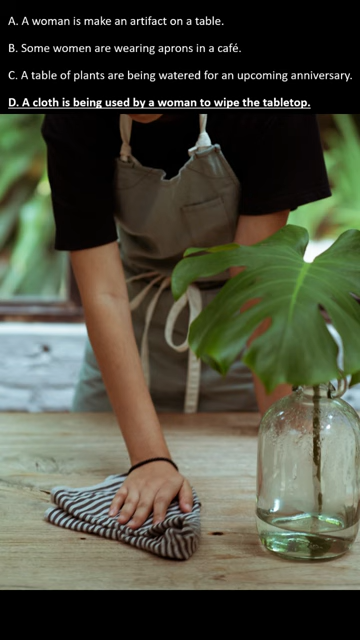 A. A woman is make an artifact on a table.
B. Some women are wearing aprons in a café.
C. A table of plants are being watered for an upcoming anniversary.
D. A cloth is being used by a woman to wipe the tabletop.